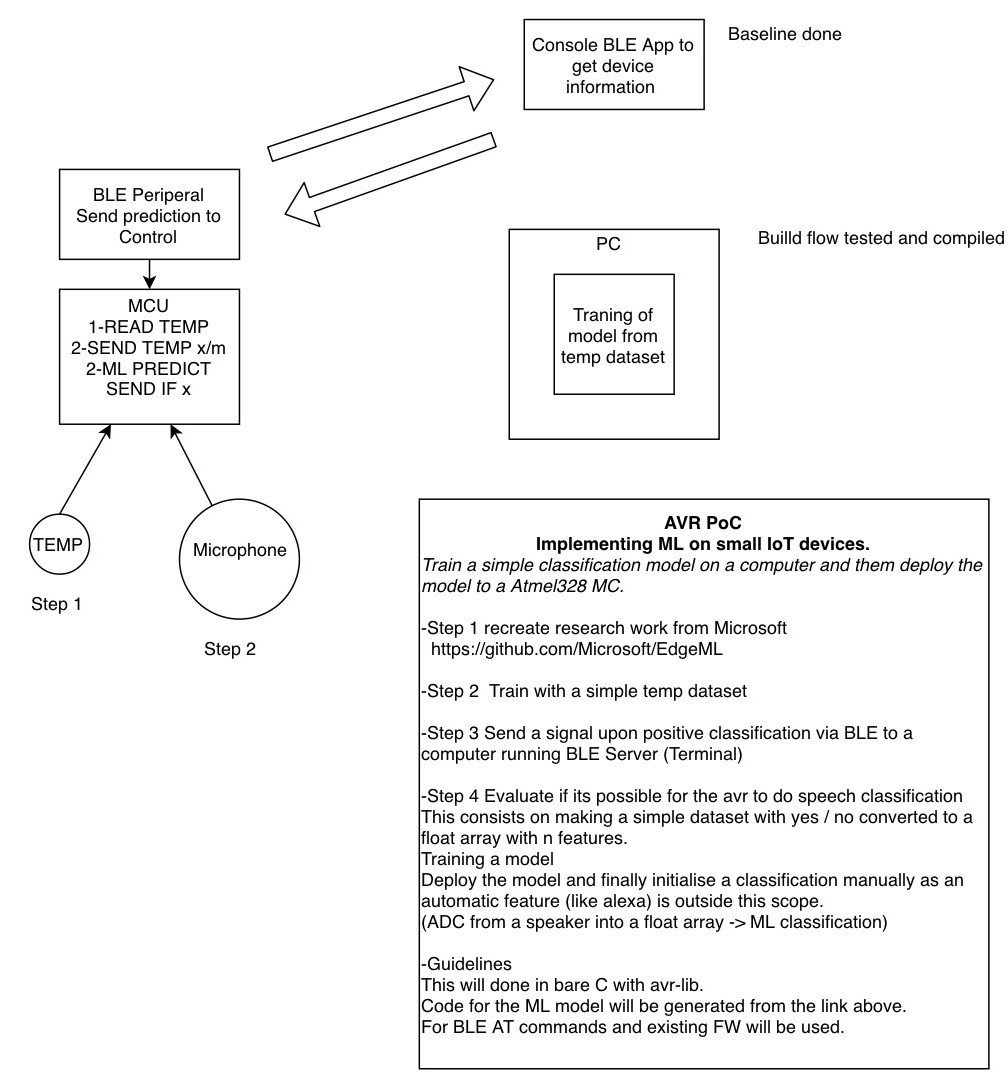 Console BLE App to
get device
information
Baseline done
BLE Periperal
Send prediction to
Control
MCU
1-READ TEMP
2-SEND TEMP x/m
2-ML PREDICT
SEND IF x
TEMP
Step 1
Microphone
Step 2
PC
Traning of
model from
temp dataset
Builld flow tested and compiled
AVR PoC
Implementing ML on small IoT devices.
Train a simple classification model on a computer and them deploy the
model to a Atmel328 MC.
-Step 1 recreate research work from Microsoft
https://github.com/Microsoft/EdgeML
-Step 2  Train with a simple temp dataset
-Step 3 Send a signal upon positive classification via BLE to a
computer running BLE Server (Terminal)
-Step 4 Evaluate if its possible for the avr to do speech classification
This consists on making a simple dataset with yes / no converted to a
float array with n features.
Training a model
Deploy the model and finally initialise a classification manually as an
automatic feature (like alexa) is outside this scope.
(ADC from a speaker into a float array -> ML classification)
-Guidelines
This will done in bare C with avr-lib.
Code for the ML model will be generated from the link above.
For BLE AT commands and existing FW will be used.